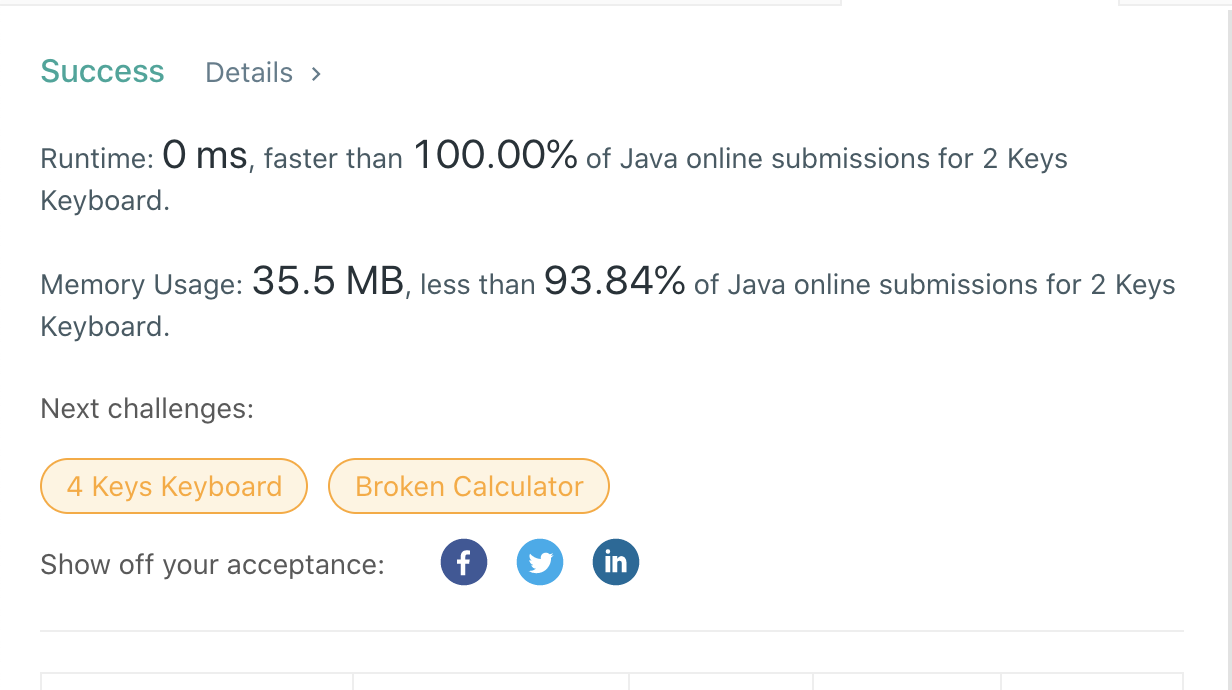 Success Details >
Runtime: 0 ms, faster than 100.00% of Java online submissions for 2 Keys
Keyboard.
Memory Usage: 35.5 MB, less than 93.84% of Java online submissions for 2 Keys
Keyboard.
Next challenges:
4 Keys Keyboard Broken Calculator
Show off your acceptance: f in